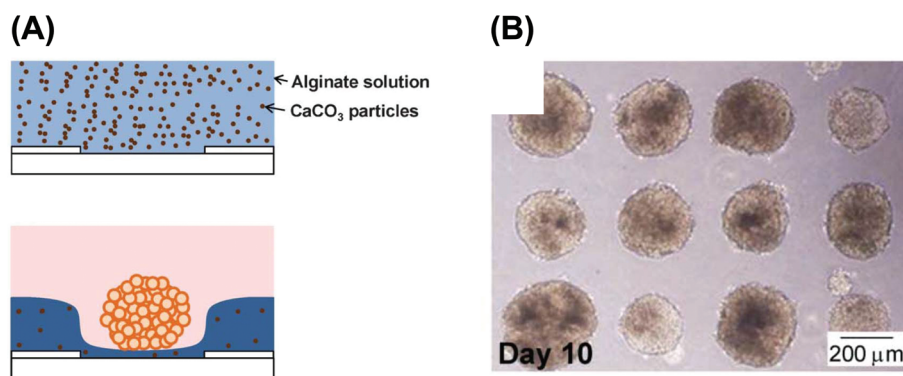 (A)
Alginate solution
CaCO₃ particles
(B)
Day 10
200 μm